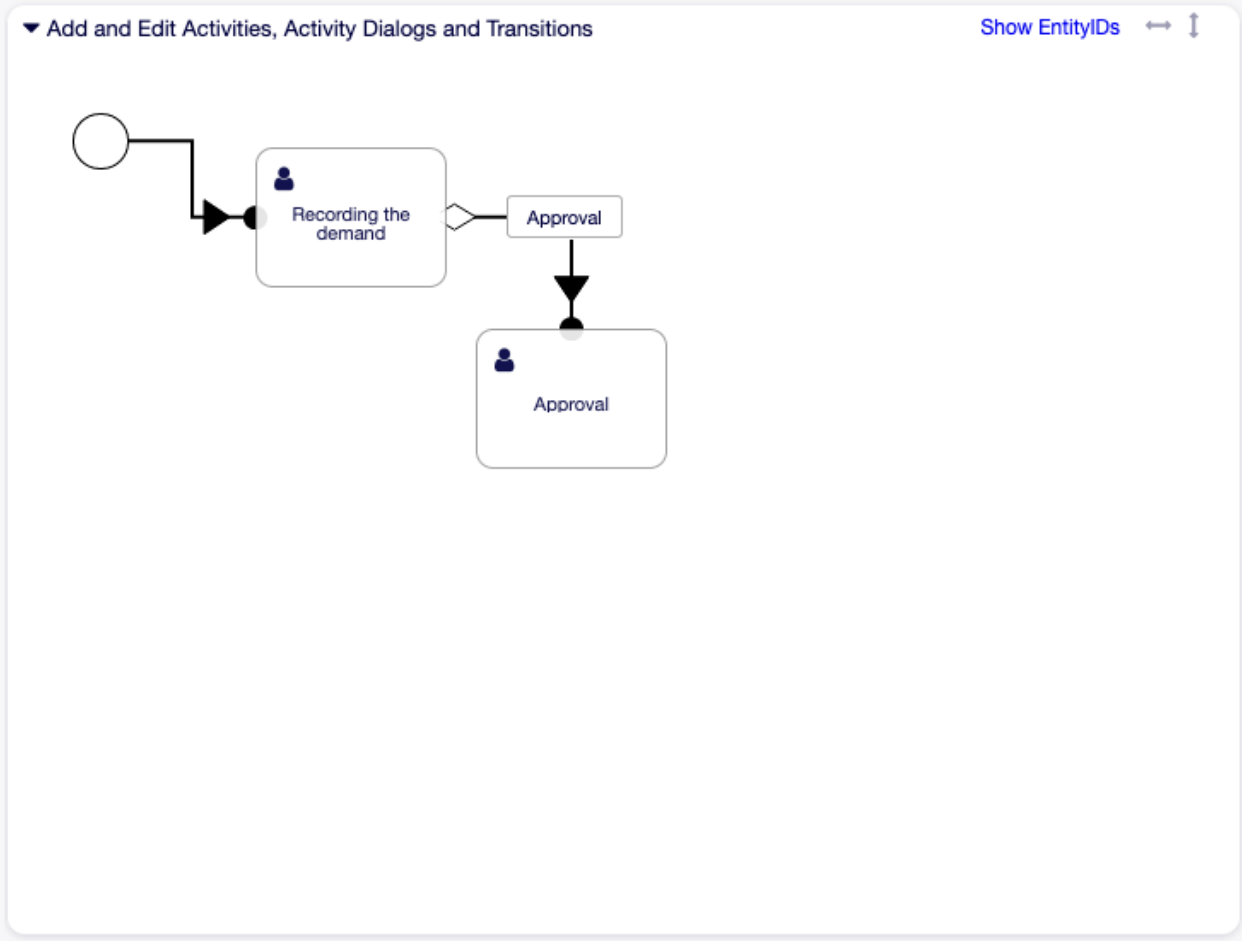 Add and Edit Activities, Activity Dialogs and Transitions
Show EntityIDs
Recording the
demand
Approval
Approval